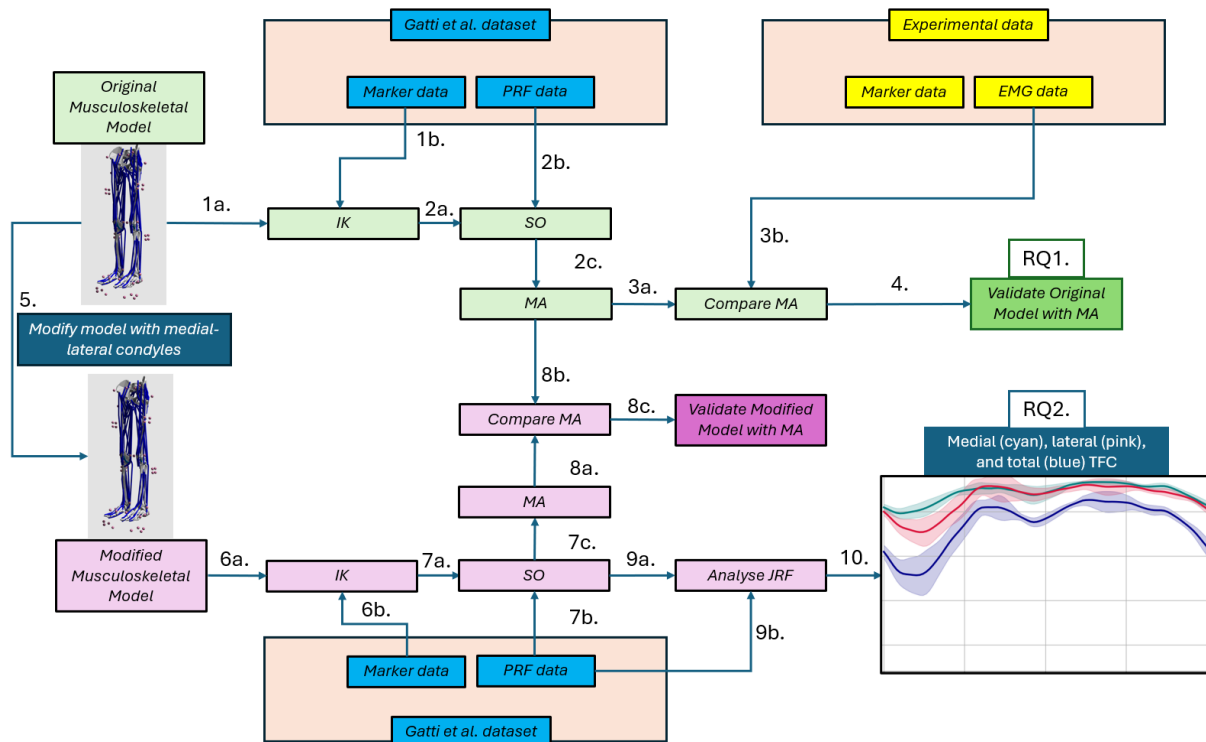 Gatti et al. dataset
Experimental data
Original
Musculoskeletal
Model
Marker data
PRF data
Marker data
EMG data
1b.
2b.
1a.
2a.
IK
SO
3b.
2c.
RQ1.
5.
3a.
4.
MA
Compare MA
Validate Original
Model with MA
Modify model with medial-
lateral condyles
8b.
8c.
RQ2.
Compare MA
Validate Modified
Model with MA
Medial (cyan), lateral (pink),
and total (blue) TFC
8a.
MA
7c.
Modified
Musculoskeletal
Model
6a.
7a.
9a.
10.
IK
SO
Analyse JRF
6b.
7b.
9b.
Marker data
PRF data
Gatti et al. dataset